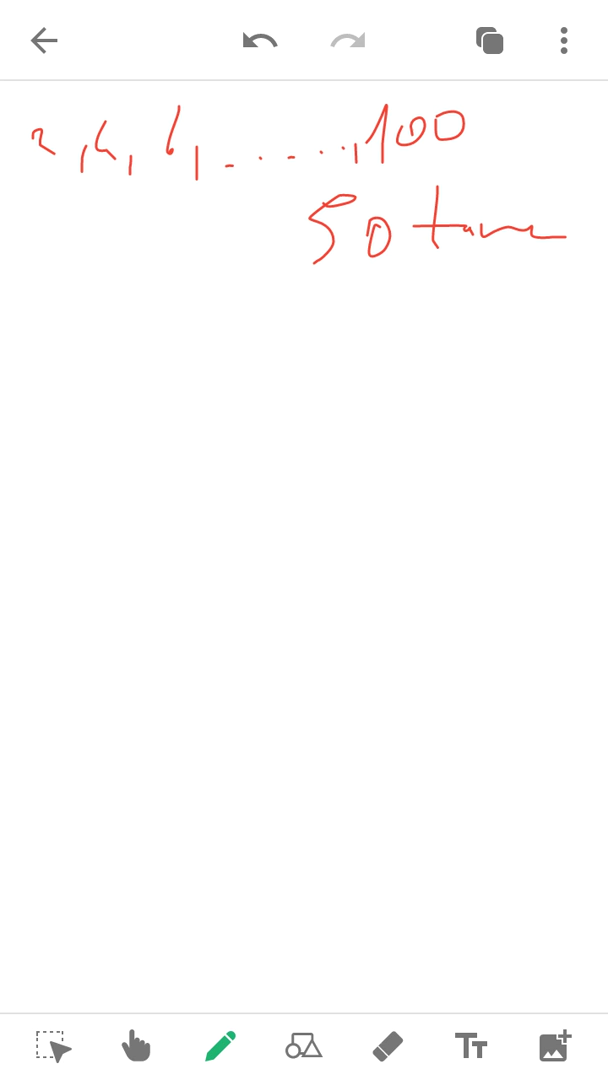 2, 4, 6, ......, 100
50 tane